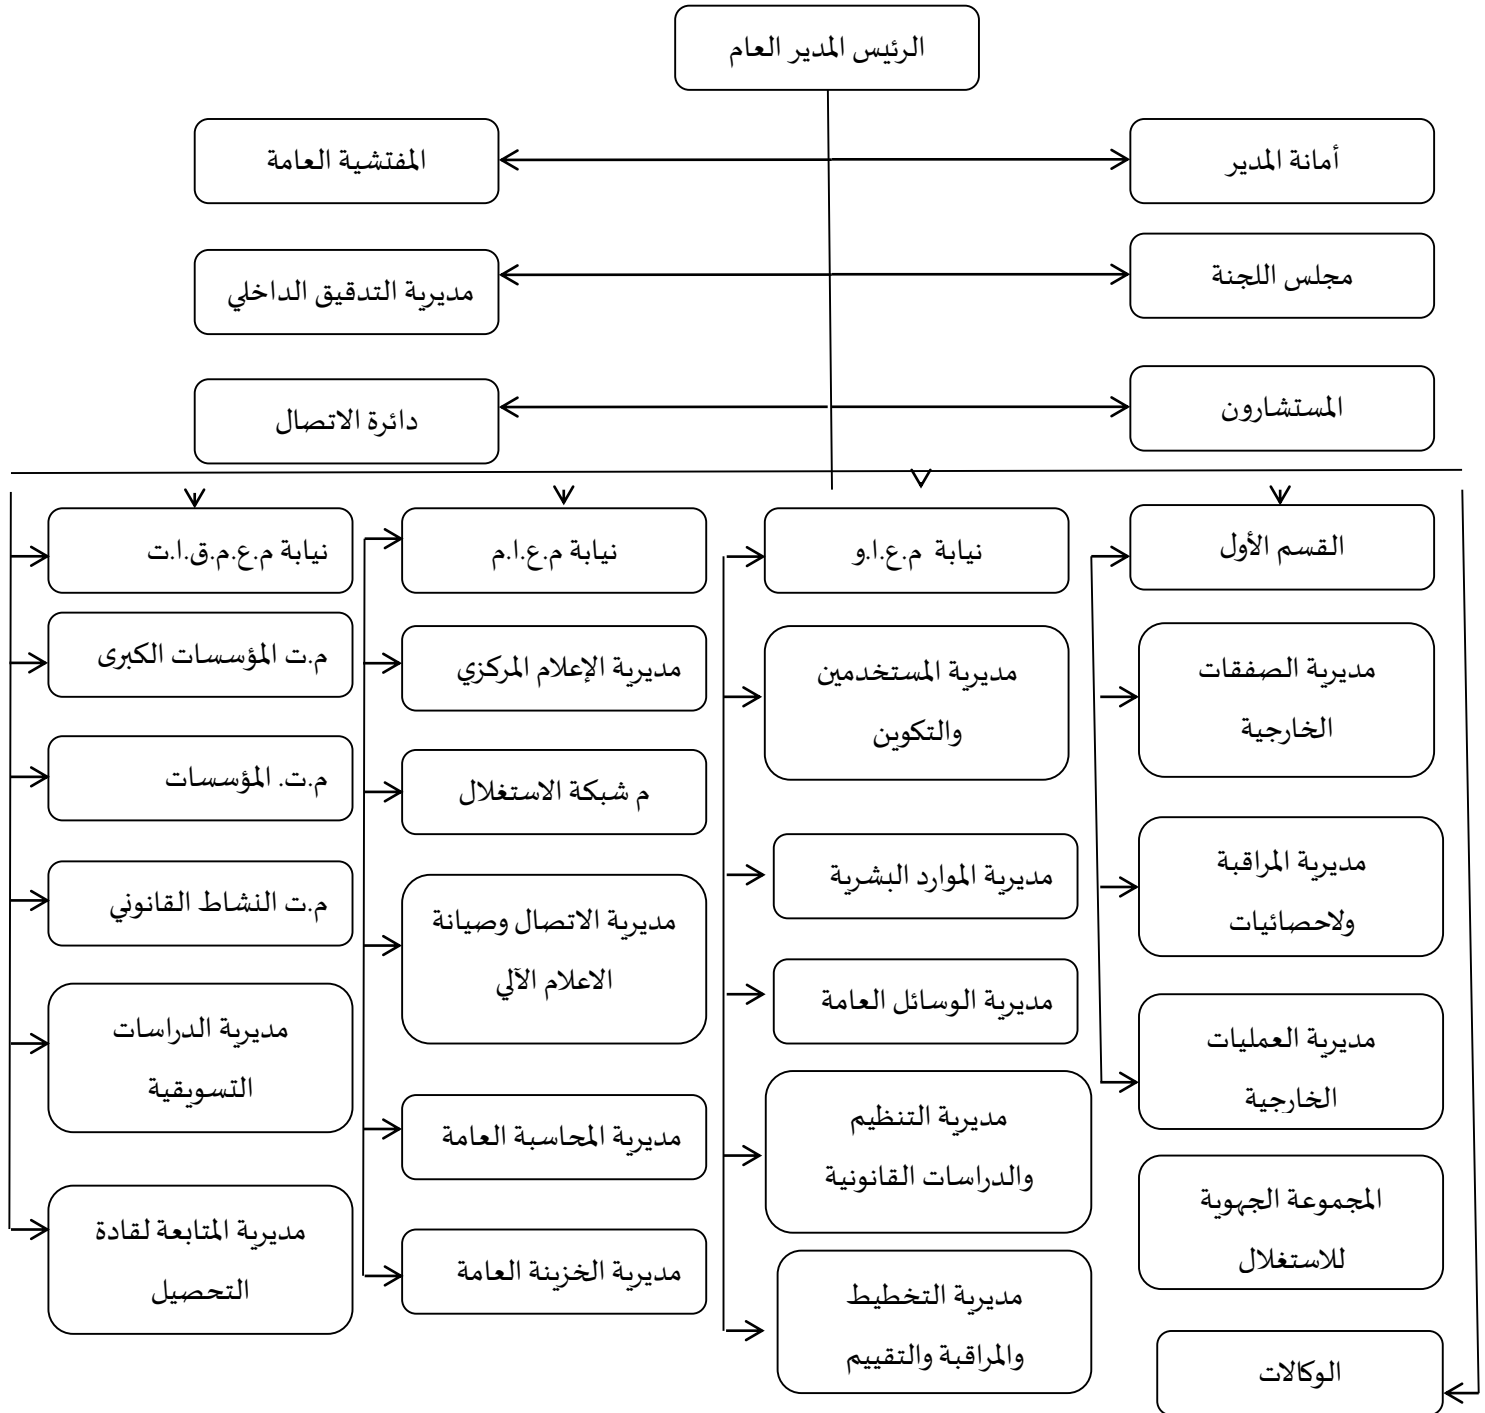 الرئيس المدير العام
أمانة المدير
المفتشية العامة
مجلس اللجنة
مديرية التدقيق الداخلي
المستشارون
دائرة الاتصال
القسم الأول
مديرية الصفقات
الخارجية
مديرية المراقبة
ولاحصائيات
مديرية العمليات
الخارجية
المجموعة الجهوية
للاستغلال
الوكالات
نيابة م.ع.ا.و
مديرية المستخدمين
والتكوين
مديرية الموارد البشرية
مديرية الوسائل العامة
مديرية التنظيم
والدراسات القانونية
مديرية التخطيط
والمراقبة والتقييم
نيابة م.ع.ا.م
مديرية الإعلام المركزي
م شبكة الاستغلال
مديرية الاتصال وصيانة
الاعلام الآلي
مديرية المحاسبة العامة
مديرية الخزينة العامة
نيابة م.ع.م.ق.ا.ت
م.ت المؤسسات الكبرى
م.ت. المؤسسات
م.ت النشاط القانوني
مديرية الدراسات
التسويقية
مديرية المتابعة لقادة
التحصيل